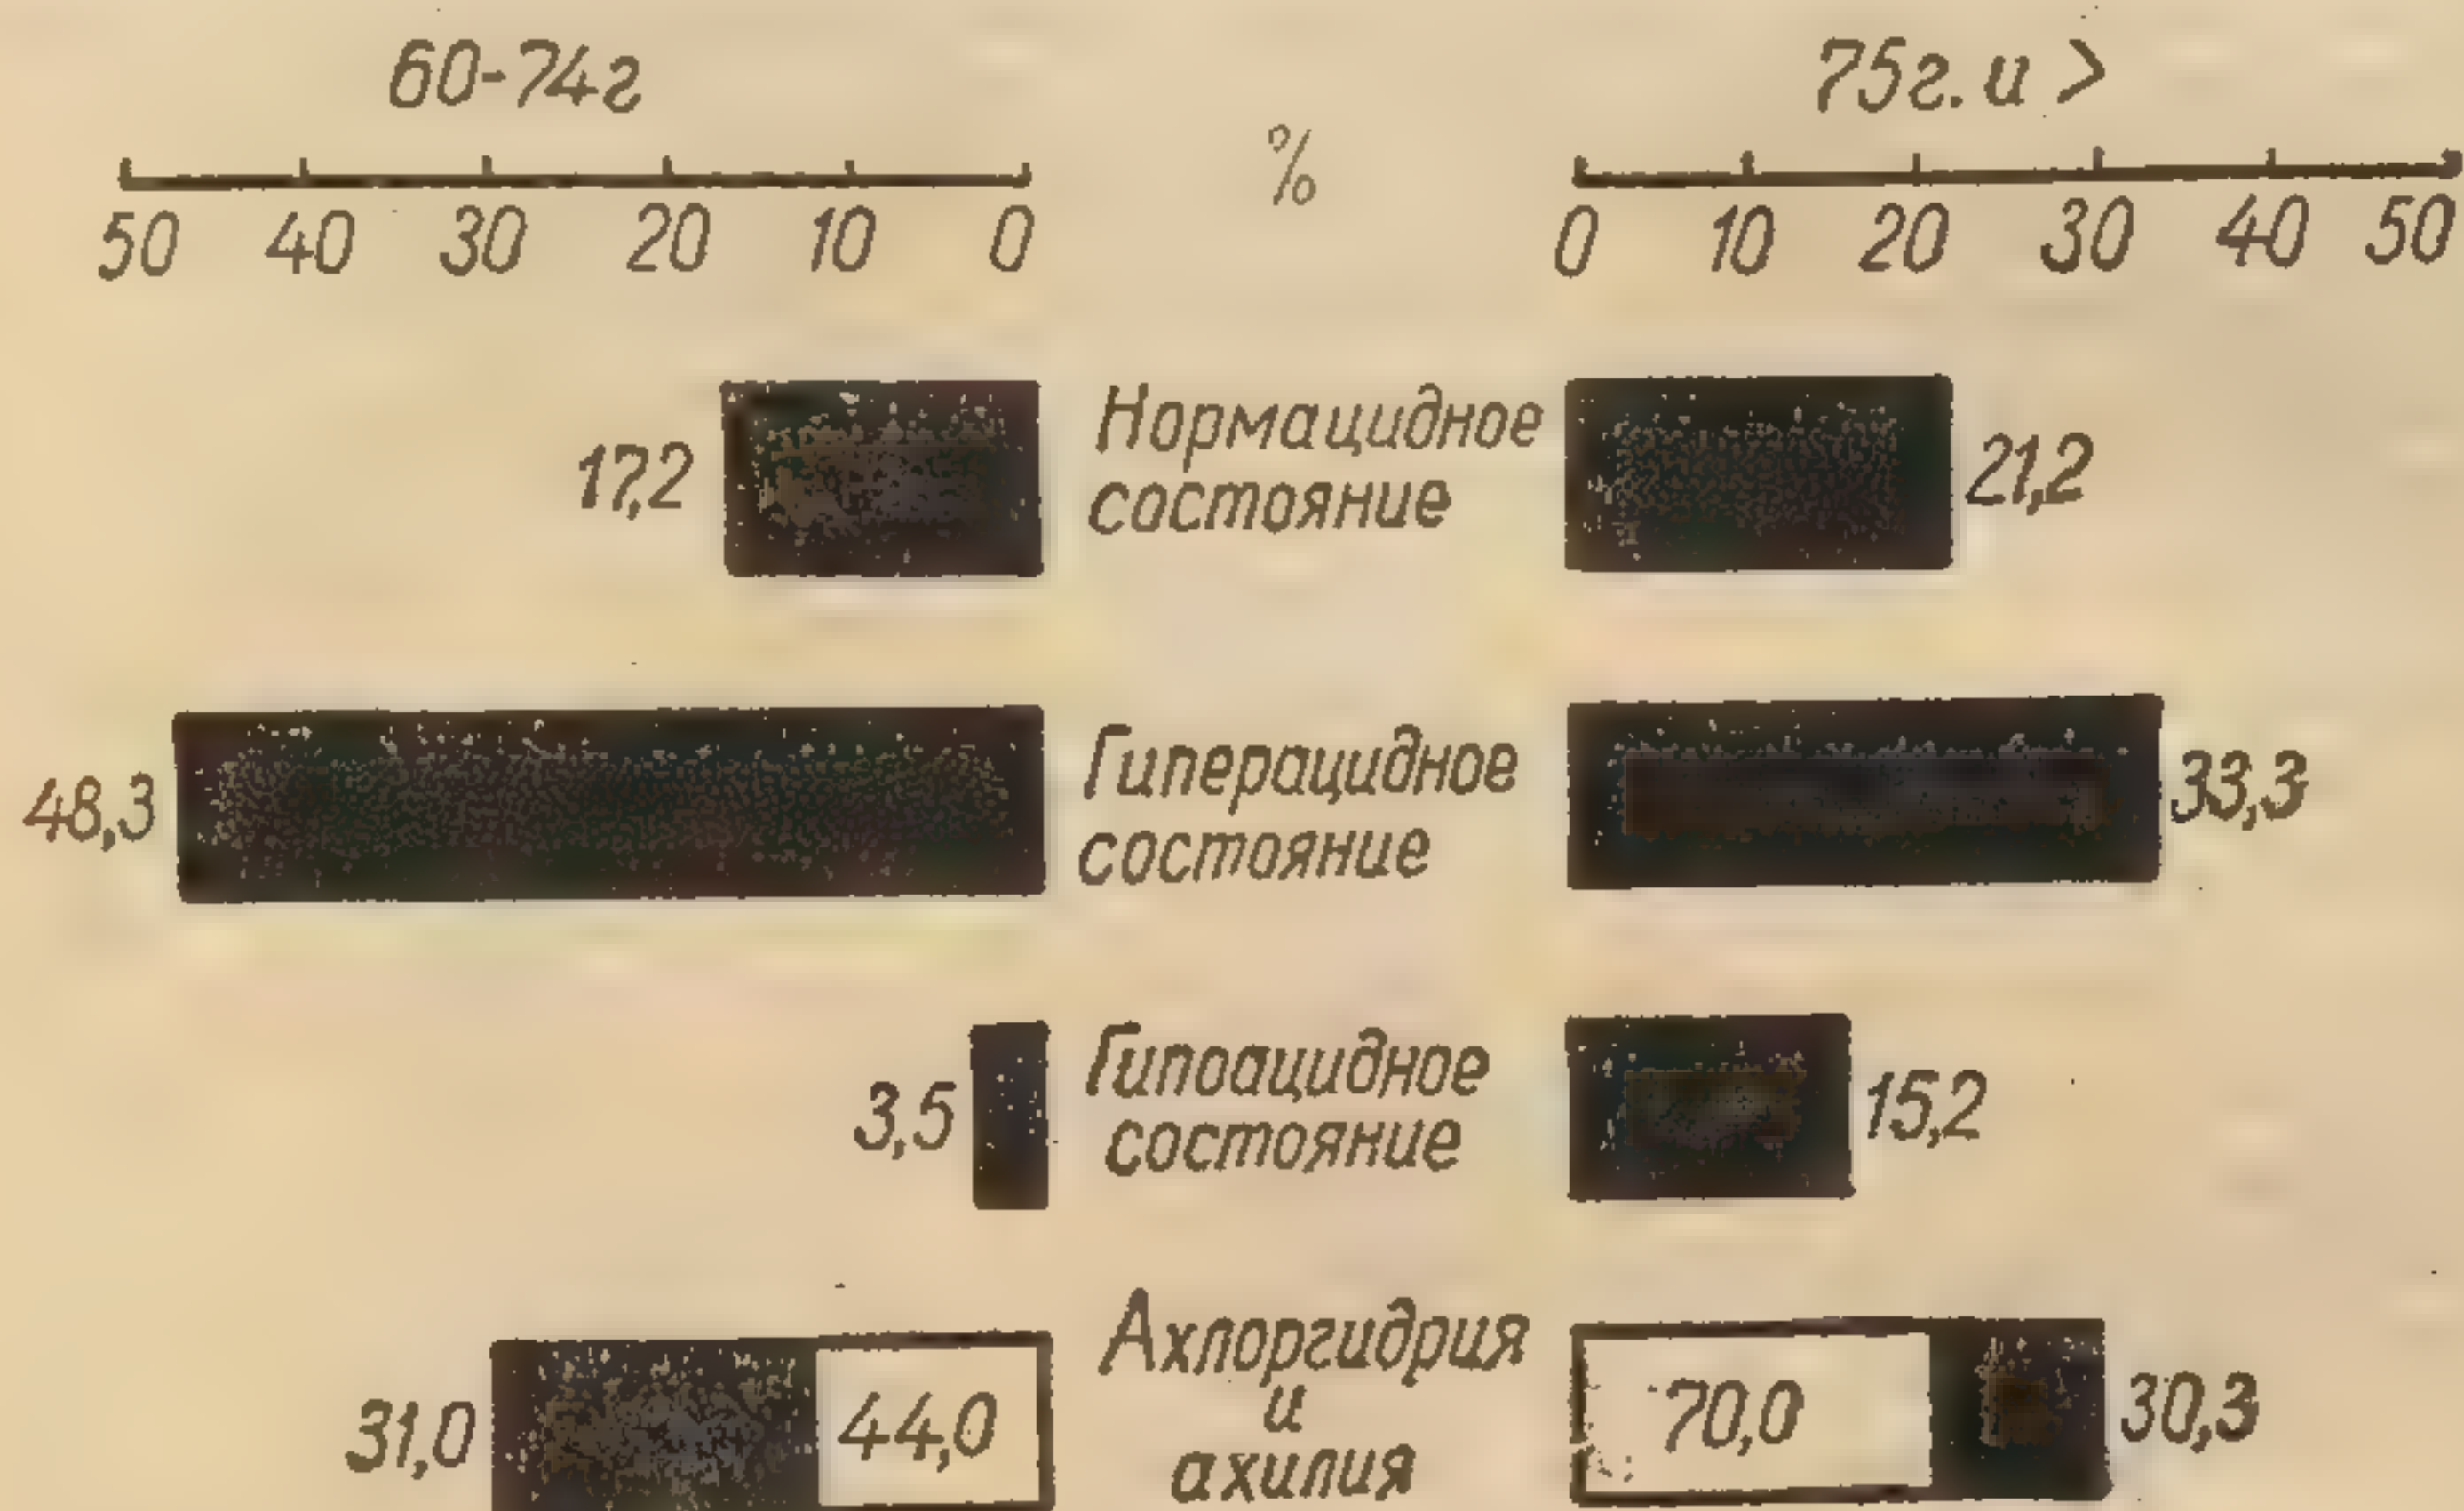 60-74г
75г. и >
%
50 40 30 20 10 0
0 10 20 30 40 50
17,2
Нормацидное
состояние
21,2
48,3
Гиперацидное
состояние
33,3
3,5
Гипоацидное
состояние
15,2
31,0
44,0
Ахлоргидрия
и
ахилия
70,0
30,3